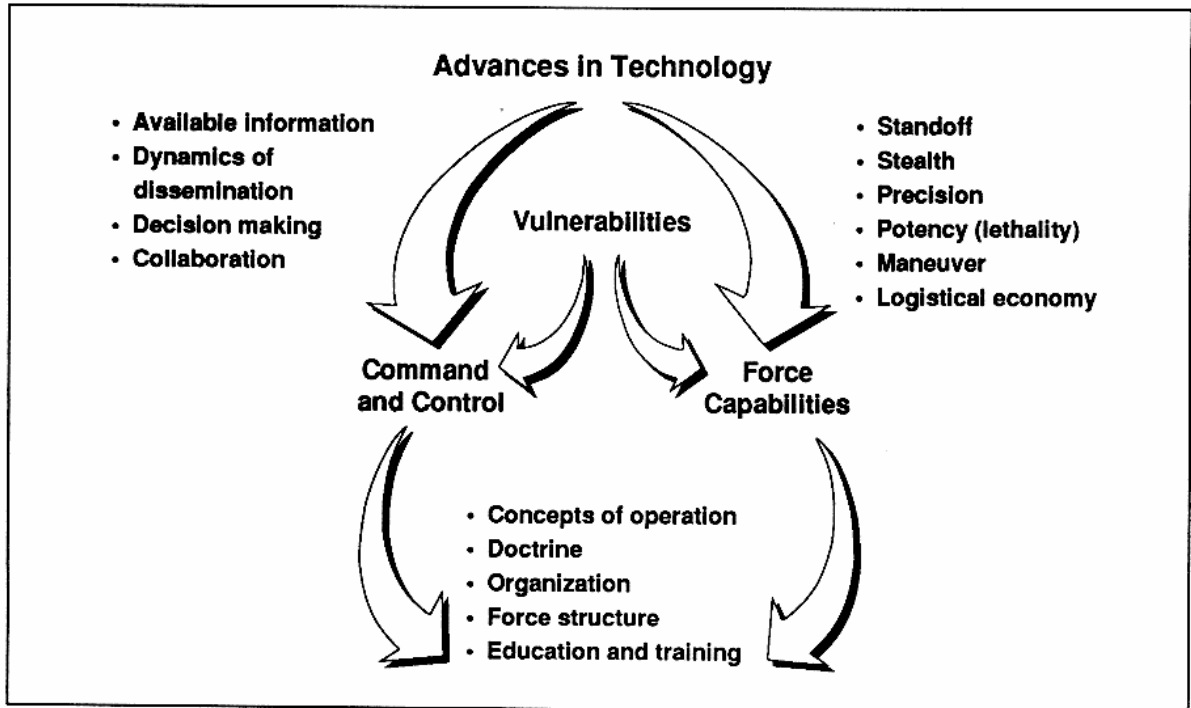 Advances in Technology
• Available information
• Dynamics of
dissemination
• Decision making
• Collaboration
• Standoff
• Stealth
• Precision
• Potency (lethality)
• Maneuver
• Logistical economy
Vulnerabilities
Command
and Control
Force
Capabilities
• Concepts of operation
• Doctrine
• Organization
• Force structure
• Education and training